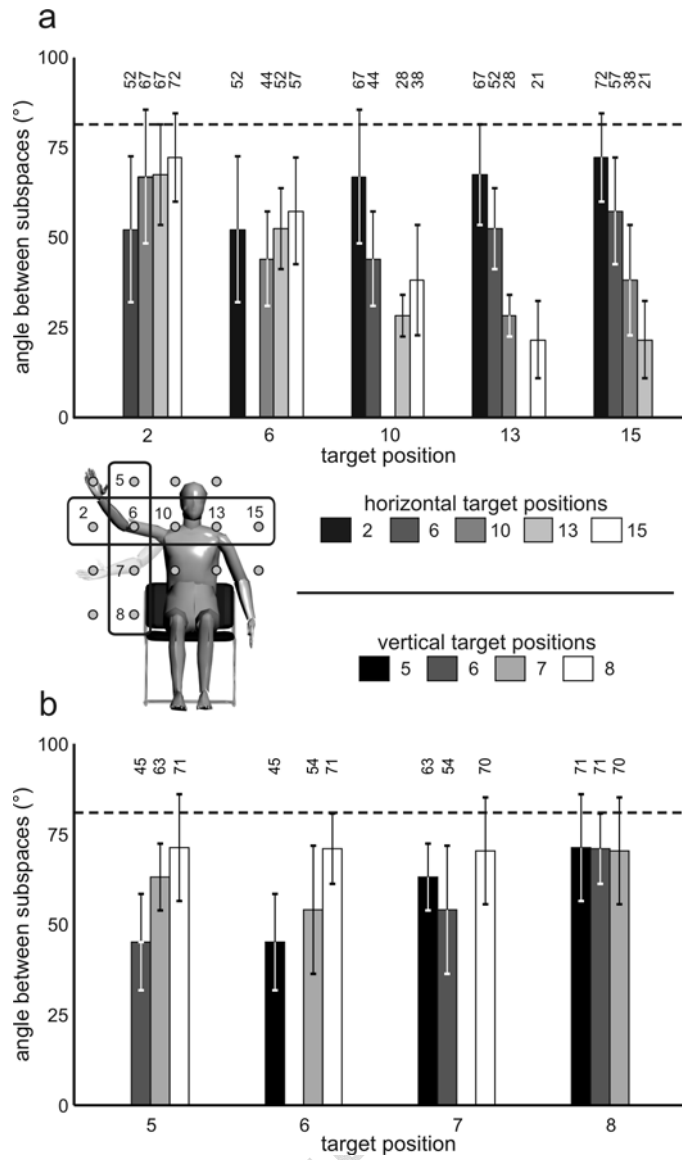 a
100
75
50
25
0
angle between subspaces (°)
52 67 67 72
52 44 52 57
67 44 28 38
67 52 28 21
72 57 38 21
2 6 10 13 15
target position
5
2 6 10 13 15
7
8
horizontal target positions
2 6 10 13 15
vertical target positions
5 6 7 8
b
100
75
50
25
0
angle between subspaces (°)
45 63 71
45 54 71
63 54 70
71 71 70
5 6 7 8
target position